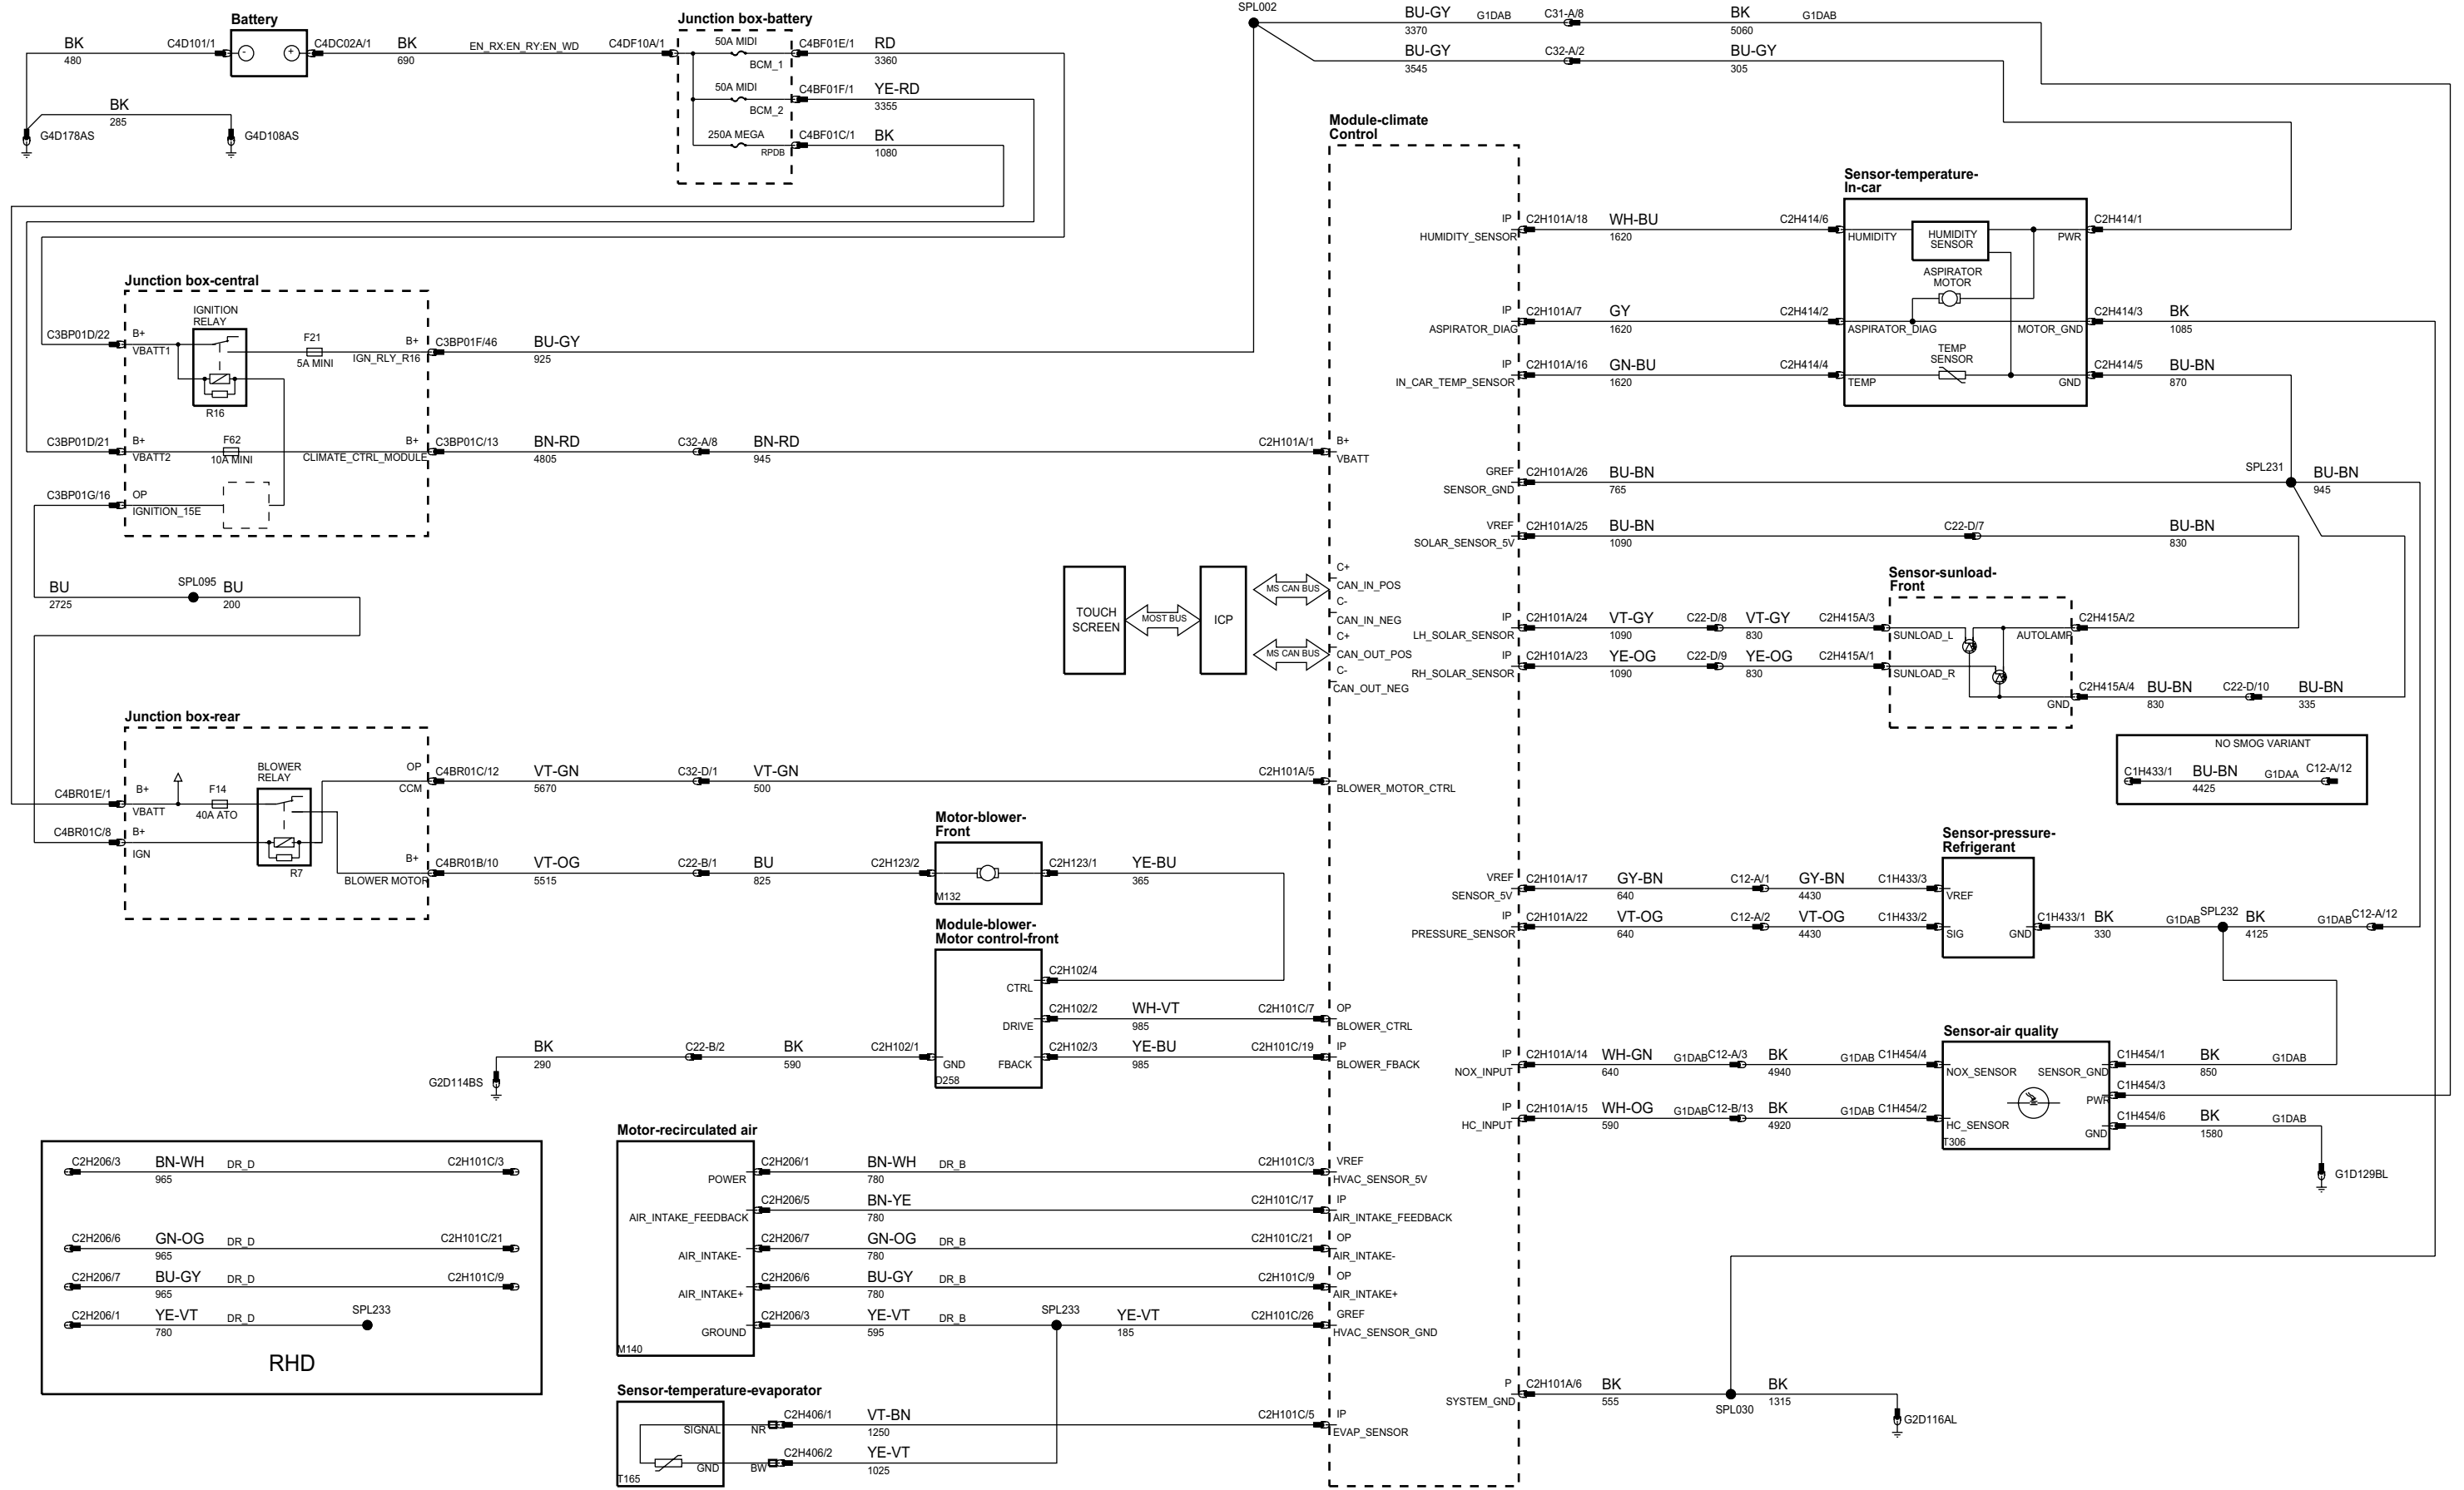 Battery
BK
480
C4D101/1
-
+
C4DC02A/1
BK
690
EN_RX:EN_RY:EN_WD
C4DF10A/1
BK
285
G4D178AS
G4D108AS
Junction box-battery
50A MIDI
BCM_1
C4BF01E/1
RD
3360
50A MIDI
BCM_2
C4BF01F/1
YE-RD
3355
250A MEGA
RPDB
C4BF01C/1
BK
1080
SPL002
BU-GY
3370
G1DAB
C31-A/8
BK
5060
G1DAB
BU-GY
3545
C32-A/2
BU-GY
305
Junction box-central
IGNITION
RELAY
C3BP01D/22
B+
VBATT1
F21
5A MINI
B+
IGN_RLY_R16
C3BP01F/46
BU-GY
925
R16
C3BP01D/21
B+
VBATT2
F62
10A MINI
B+
CLIMATE_CTRL_MODULE
C3BP01C/13
BN-RD
4805
C32-A/8
BN-RD
945
C2H101A/1
B+
VBATT
C3BP01G/16
OP
IGNITION_15E
BU
2725
SPL095
BU
200
Junction box-rear
BLOWER
RELAY
C4BR01E/1
B+
VBATT
F14
40A ATO
C4BR01C/8
B+
IGN
R7
OP
CCM
C4BR01C/12
VT-GN
5670
C32-D/1
VT-GN
500
C2H101A/5
BLOWER_MOTOR_CTRL
B+
BLOWER MOTOR
C4BR01B/10
VT-OG
5515
C22-B/1
BU
825
C2H123/2
Motor-blower-
Front
M132
C2H123/1
YE-BU
365
Module-blower-
Motor control-front
C2H102/4
CTRL
C2H102/2
DRIVE
WH-VT
985
C2H101C/7
OP
BLOWER_CTRL
G2D114BS
BK
290
C22-B/2
BK
590
C2H102/1
GND
D258
FBACK
C2H102/3
YE-BU
985
C2H101C/19
IP
BLOWER_FBACK
TOUCH
SCREEN
MOST BUS
ICP
MS CAN BUS
MS CAN BUS
C+
CAN_IN_POS
C-
CAN_IN_NEG
C+
CAN_OUT_POS
C-
CAN_OUT_NEG
Module-climate
Control
IP
HUMIDITY_SENSOR
C2H101A/18
WH-BU
1620
C2H414/6
IP
ASPIRATOR_DIAG
C2H101A/7
GY
1620
C2H414/2
IP
IN_CAR_TEMP_SENSOR
C2H101A/16
GN-BU
1620
C2H414/4
Sensor-temperature-
In-car
HUMIDITY
HUMIDITY
SENSOR
PWR
C2H414/1
ASPIRATOR
MOTOR
ASPIRATOR_DIAG
MOTOR_GND
C2H414/3
BK
1085
TEMP
SENSOR
TEMP
GND
C2H414/5
BU-BN
870
GREF
SENSOR_GND
C2H101A/26
BU-BN
765
SPL231
BU-BN
945
VREF
SOLAR_SENSOR_5V
C2H101A/25
BU-BN
1090
C22-D/7
BU-BN
830
Sensor-sunload-
Front
IP
LH_SOLAR_SENSOR
C2H101A/24
VT-GY
1090
C22-D/8
VT-GY
830
C2H415A/3
SUNLOAD_L
AUTOLAMP
C2H415A/2
IP
RH_SOLAR_SENSOR
C2H101A/23
YE-OG
1090
C22-D/9
YE-OG
830
C2H415A/1
SUNLOAD_R
GND
C2H415A/4
BU-BN
830
C22-D/10
BU-BN
335
NO SMOG VARIANT
C1H433/1
BU-BN
4425
G1DAA
C12-A/12
Sensor-pressure-
Refrigerant
VREF
SENSOR_5V
C2H101A/17
GY-BN
640
C12-A/1
GY-BN
4430
C1H433/3
VREF
IP
PRESSURE_SENSOR
C2H101A/22
VT-OG
640
C12-A/2
VT-OG
4430
C1H433/2
SIG
GND
C1H433/1
BK
330
G1DAB
SPL232
BK
4125
G1DAB
C12-A/12
Sensor-air quality
IP
NOX_INPUT
C2H101A/14
WH-GN
640
G1DAB
C12-A/3
BK
4940
G1DAB
C1H454/4
NOX_SENSOR
SENSOR_GND
C1H454/1
BK
850
G1DAB
PWR
C1H454/3
IP
HC_INPUT
C2H101A/15
WH-OG
590
G1DAB
C12-B/13
BK
4920
G1DAB
C1H454/2
HC_SENSOR
T306
GND
C1H454/6
BK
1580
G1DAB
G1D129BL
C2H206/3
BN-WH
965
DR_D
C2H101C/3
C2H206/6
GN-OG
965
DR_D
C2H101C/21
C2H206/7
BU-GY
965
DR_D
C2H101C/9
C2H206/1
YE-VT
780
DR_D
SPL233
RHD
Motor-recirculated air
POWER
C2H206/1
BN-WH
780
DR_B
C2H101C/3
VREF
HVAC_SENSOR_5V
AIR_INTAKE_FEEDBACK
C2H206/5
BN-YE
780
C2H101C/17
IP
AIR_INTAKE_FEEDBACK
AIR_INTAKE-
C2H206/7
GN-OG
780
DR_B
C2H101C/21
OP
AIR_INTAKE-
AIR_INTAKE+
C2H206/6
BU-GY
780
DR_B
C2H101C/9
OP
AIR_INTAKE+
GROUND
M140
C2H206/3
YE-VT
595
DR_B
SPL233
YE-VT
185
C2H101C/26
GREF
HVAC_SENSOR_GND
Sensor-temperature-evaporator
SIGNAL
NR
C2H406/1
VT-BN
1250
C2H101C/5
IP
EVAP_SENSOR
T165
GND
BW
C2H406/2
YE-VT
1025
P
SYSTEM_GND
C2H101A/6
BK
555
SPL030
BK
1315
G2D116AL